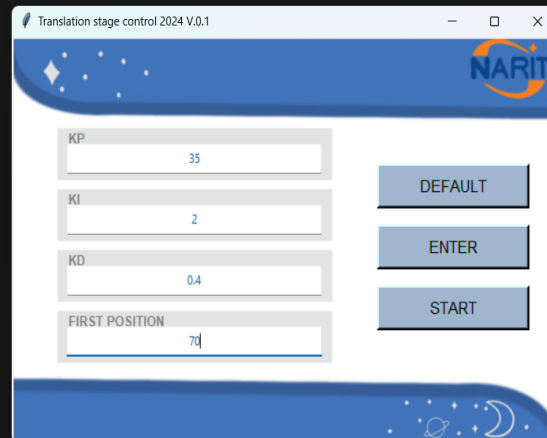 Translation stage control 2024 V.0.1
NARIT
KP
35
KI
2
KD
0.4
FIRST POSITION
70
DEFAULT
ENTER
START